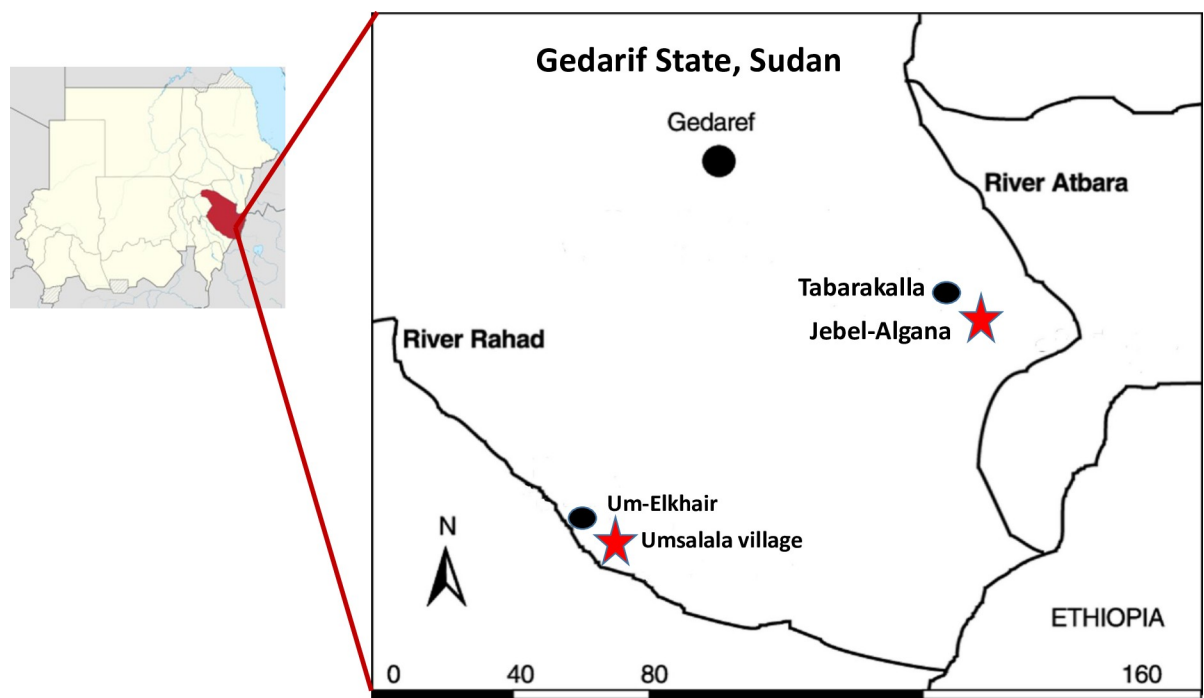 Gedarif State, Sudan
Gedaref
River Atbara
Tabarakalla
Jebel-Algana
River Rahad
Um-Elkhair
Umsalala village
N
ETHIOPIA
0 40 80 160